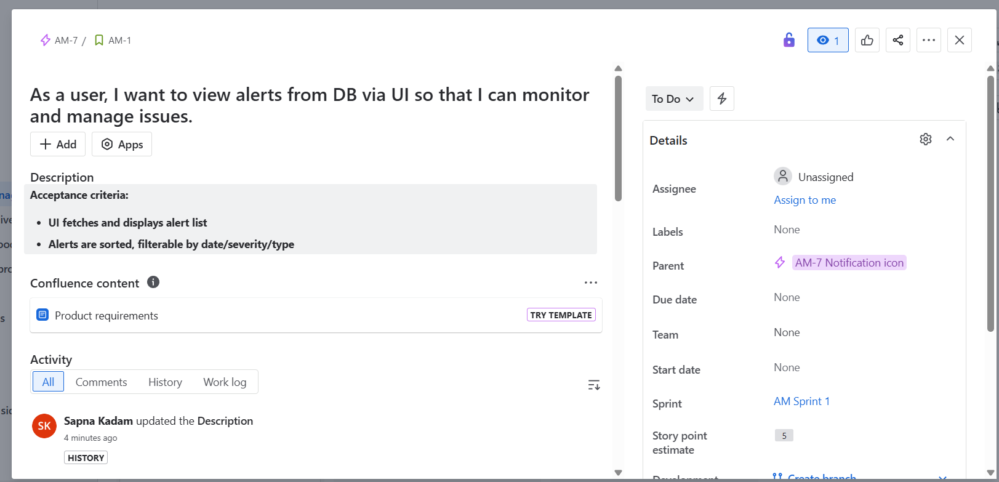 AM-7 / AM-1
1
As a user, I want to view alerts from DB via UI so that I can monitor
and manage issues.
Add Apps
Description
Acceptance criteria:
• UI fetches and displays alert list
• Alerts are sorted, filterable by date/severity/type
Confluence content
Product requirements TRY TEMPLATE
Activity
All Comments History Work log
SK Sapna Kadam updated the Description
4 minutes ago
HISTORY
To Do
Details
Assignee Unassigned
Assign to me
Labels None
Parent AM-7 Notification icon
Due date None
Team None
Start date None
Sprint AM Sprint 1
Story point 5
estimate
Development Create branch